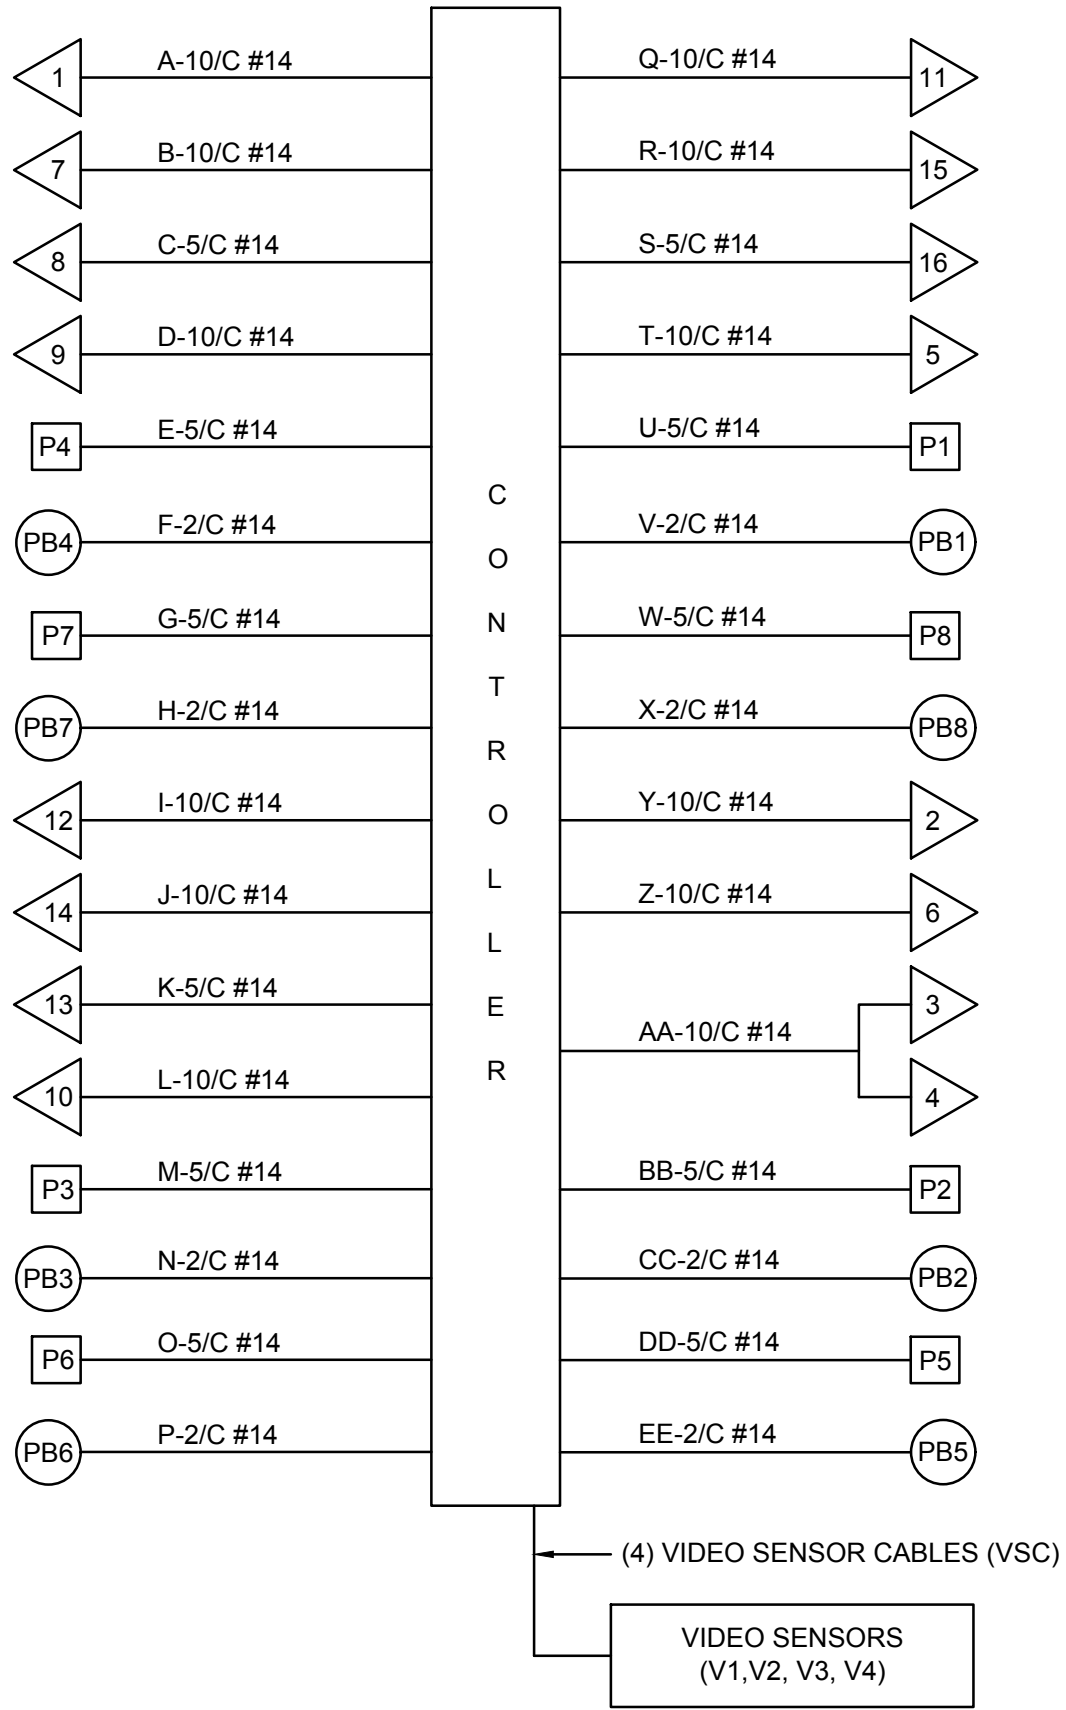 A-10/C #14
1
B-10/C #14
7
C-5/C #14
8
D-10/C #14
9
E-5/C #14
P4
F-2/C #14
PB4
G-5/C #14
P7
H-2/C #14
PB7
I-10/C #14
12
J-10/C #14
14
K-5/C #14
13
L-10/C #14
10
M-5/C #14
P3
N-2/C #14
PB3
O-5/C #14
P6
P-2/C #14
PB6
C
O
N
T
R
O
L
L
E
R
Q-10/C #14
11
R-10/C #14
15
S-5/C #14
16
T-10/C #14
5
U-5/C #14
P1
V-2/C #14
PB1
W-5/C #14
P8
X-2/C #14
PB8
Y-10/C #14
2
Z-10/C #14
6
AA-10/C #14
3
4
BB-5/C #14
P2
CC-2/C #14
PB2
DD-5/C #14
P5
EE-2/C #14
PB5
(4) VIDEO SENSOR CABLES (VSC)
VIDEO SENSORS
(V1,V2, V3, V4)